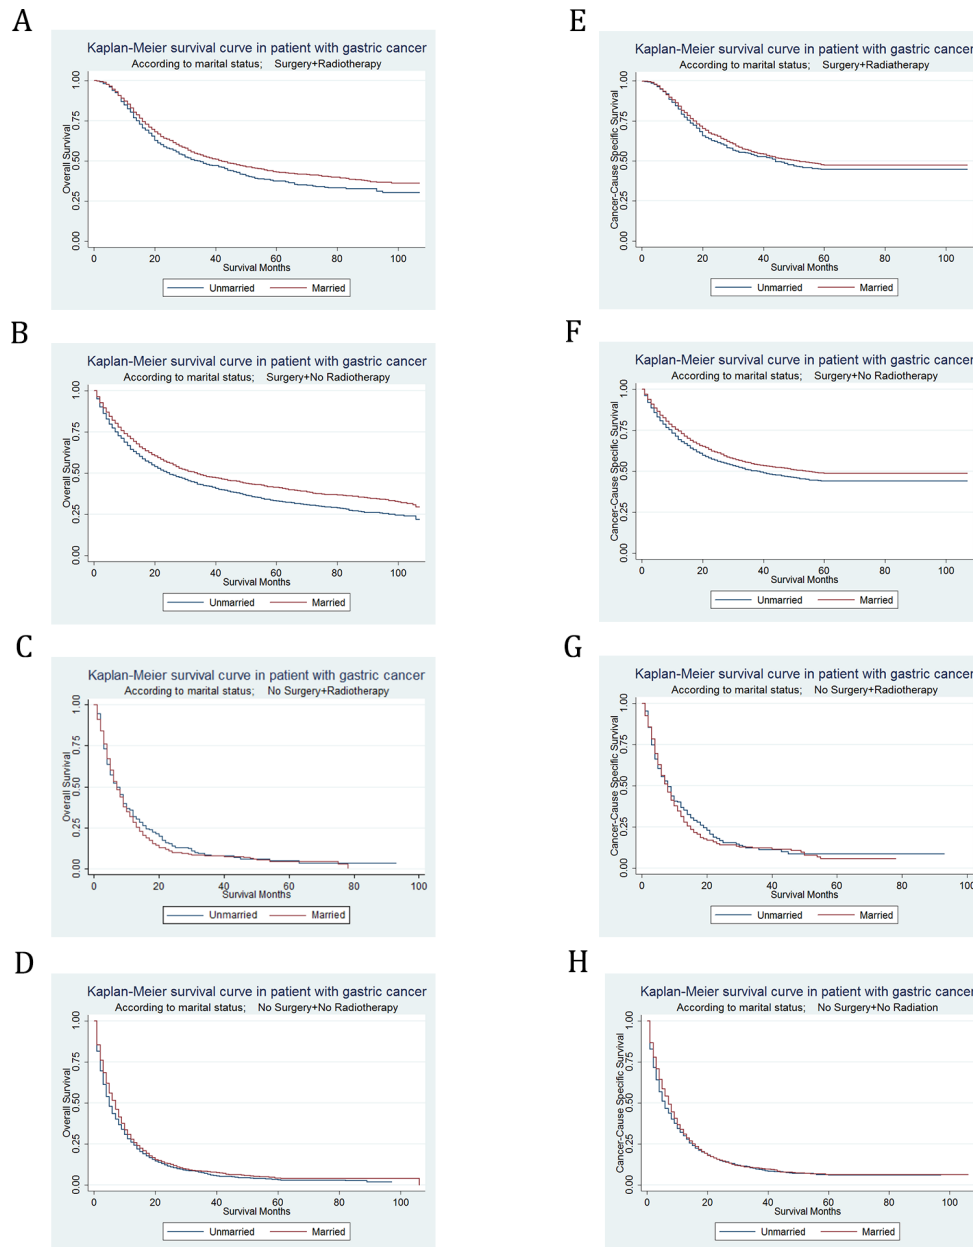 A
Kaplan-Meier survival curve in patient with gastric cancer
According to marital status; Surgery+Radiotherapy
Overall Survival
0.00 0.25 0.50 0.75 1.00
0 20 40 60 80 100
Survival Months
Unmarried Married
B
Kaplan-Meier survival curve in patient with gastric cancer
According to marital status; Surgery+No Radiotherapy
Overall Survival
0.00 0.25 0.50 0.75 1.00
0 20 40 60 80 100
Survival Months
Unmarried Married
C
Kaplan-Meier survival curve in patient with gastric cancer
According to marital status; No Surgery+Radiotherapy
Overall Survival
0.00 0.25 0.50 0.75 1.00
0 20 40 60 80 100
Survival Months
Unmarried Married
D
Kaplan-Meier survival curve in patient with gastric cancer
According to marital status; No Surgery+No Radiotherapy
Overall Survival
0.00 0.25 0.50 0.75 1.00
0 20 40 60 80 100
Survival Months
Unmarried Married
E
Kaplan-Meier survival curve in patient with gastric cancer
According to marital status; Surgery+Radiatherapy
Cancer-Cause Specific Survival
0.00 0.25 0.50 0.75 1.00
0 20 40 60 80 100
Survival Months
Unmarried Married
F
Kaplan-Meier survival curve in patient with gastric cancer
According to marital status; Surgery+No Radiotherapy
Cancer-Cause Specific Survival
0.00 0.25 0.50 0.75 1.00
0 20 40 60 80 100
Survival Months
Unmarried Married
G
Kaplan-Meier survival curve in patient with gastric cancer
According to marital status; No Surgery+Radiotherapy
Cancer-Cause Specific Survival
0.00 0.25 0.50 0.75 1.00
0 20 40 60 80 100
Survival Months
Unmarried Married
H
Kaplan-Meier survival curve in patient with gastric cancer
According to marital status; No Surgery+No Radiation
Cancer-Cause Specific Survival
0.00 0.25 0.50 0.75 1.00
0 20 40 60 80 100
Survival Months
Unmarried Married